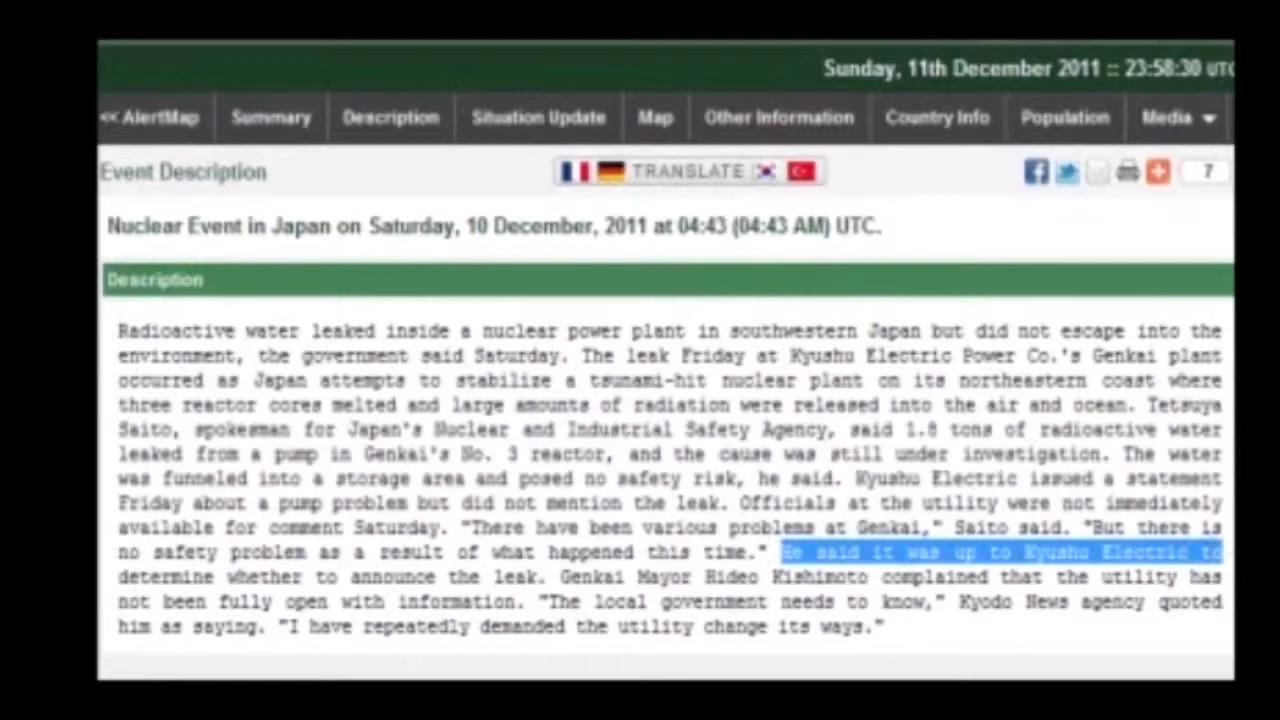 Sunday, 11th December 2011 :: 23:58:30 UTC
<< AlertMap Summary Description Situation Update Map Other Information Country Info Population Media
Event Description TRANSLATE 7
Nuclear Event in Japan on Saturday, 10 December, 2011 at 04:43 (04:43 AM) UTC.
Description
Radioactive water leaked inside a nuclear power plant in southwestern Japan but did not escape into the
environment, the government said Saturday. The leak Friday at Kyushu Electric Power Co.'s Genkai plant
occurred as Japan attempts to stabilize a tsunami-hit nuclear plant on its northeastern coast where
three reactor cores melted and large amounts of radiation were released into the air and ocean. Tetsuya
Saito, spokesman for Japan's Nuclear and Industrial Safety Agency, said 1.8 tons of radioactive water
leaked from a pump in Genkai's No. 3 reactor, and the cause was still under investigation. The water
was funneled into a storage area and posed no safety risk, he said. Kyushu Electric issued a statement
Friday about a pump problem but did not mention the leak. Officials at the utility were not immediately
available for comment Saturday. "There have been various problems at Genkai," Saito said. "But there is
no safety problem as a result of what happened this time." He said it was up to Kyushu Electric to
determine whether to announce the leak. Genkai Mayor Hideo Kishimoto complained that the utility has
not been fully open with information. "The local government needs to know," Kyodo News agency quoted
him as saying. "I have repeatedly demanded the utility change its ways."